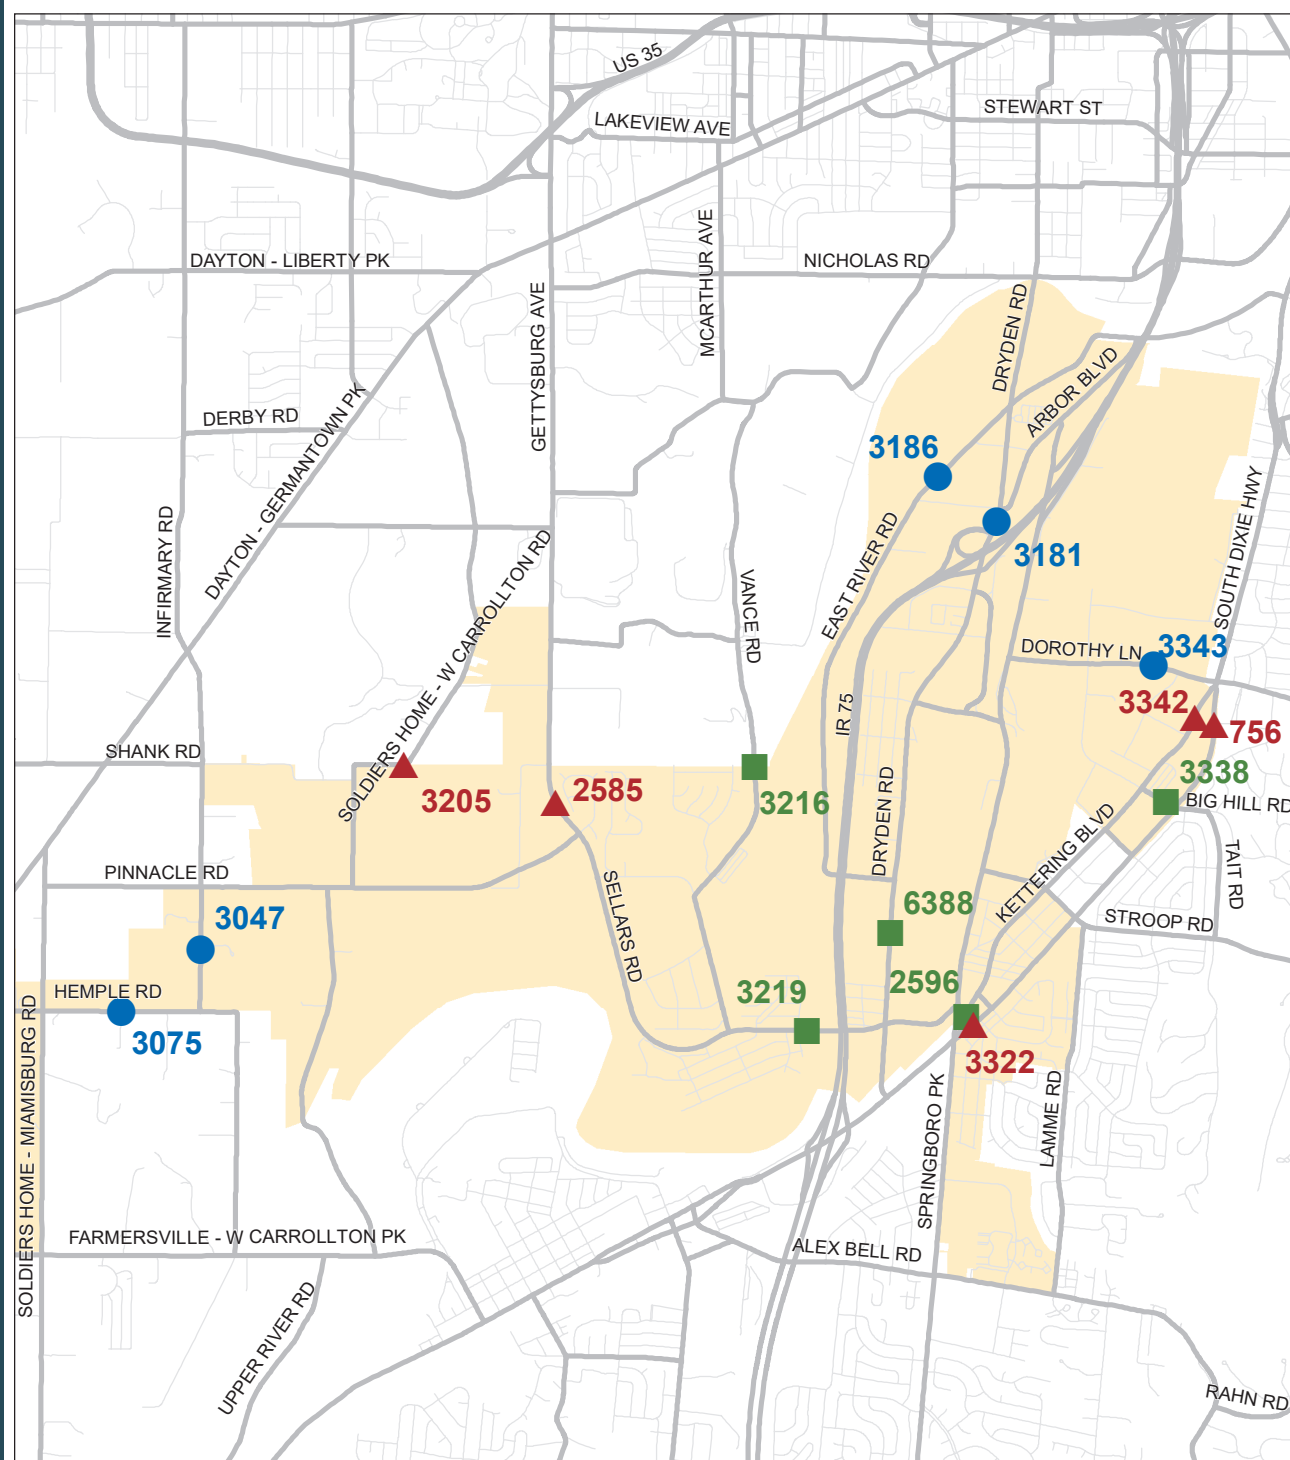 US 35
STEWART ST
LAKEVIEW AVE
MCARTHUR AVE
DAYTON - LIBERTY PK
NICHOLAS RD
GETTYSBURG AVE
DRYDEN RD
ARBOR BLVD
DERBY RD
DAYTON - GERMANTOWN PK
3186
SOUTH DIXIE HWY
INFIRMARY RD
EAST RIVER RD
3181
SOLDIERS HOME - W CARROLLTON RD
VANCE RD
DOROTHY LN
3343
3342
756
IR 75
SHANK RD
3205
2585
3216
3338
BIG HILL RD
DRYDEN RD
KETTERING BLVD
TAIT RD
PINNACLE RD
SELLARS RD
3047
6388
STROOP RD
HEMPLE RD
3219
2596
3075
3322
SOLDIERS HOME - MIAMISBURG RD
SPRINGBORO PK
LAMME RD
FARMERSVILLE - W CARROLLTON PK
ALEX BELL RD
UPPER RIVER RD
RAHN RD